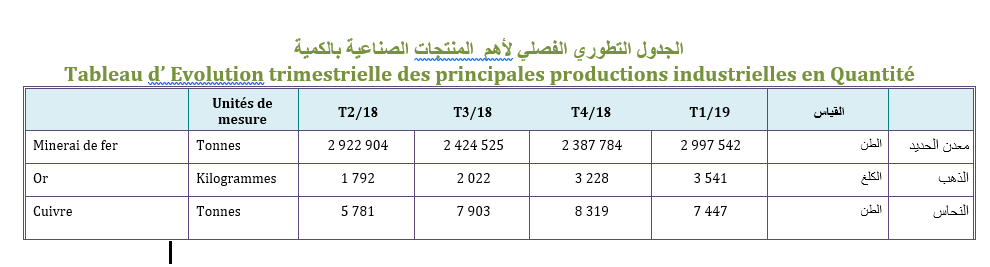 الجدول التطوري الفصلي لأهم المنتجات الصناعية بالكمية
Tableau d’ Evolution trimestrielle des principales productions industrielles en Quantité
Unités de mesure T2/18 T3/18 T4/18 T1/19 القياس
Minerai de fer Tonnes 2 922 904 2 424 525 2 387 784 2 997 542 الطن معدن الحديد
Or Kilogrammes 1 792 2 022 3 228 3 541 الكلغ الذهب
Cuivre Tonnes 5 781 7 903 8 319 7 447 الطن النحاس